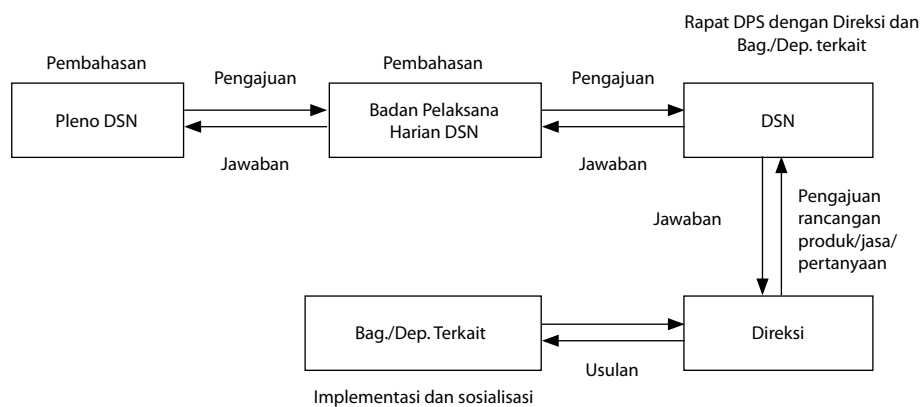 Rapat DPS dengan Direksi dan
Bag./Dep. terkait
Pembahasan
Pengajuan
Pembahasan
Pengajuan
Pleno DSN
Badan Pelaksana
Harian DSN
DSN
Jawaban
Jawaban
Jawaban
Pengajuan
rancangan
produk/jasa/
pertanyaan
Bag./Dep. Terkait
Direksi
Usulan
Implementasi dan sosialisasi